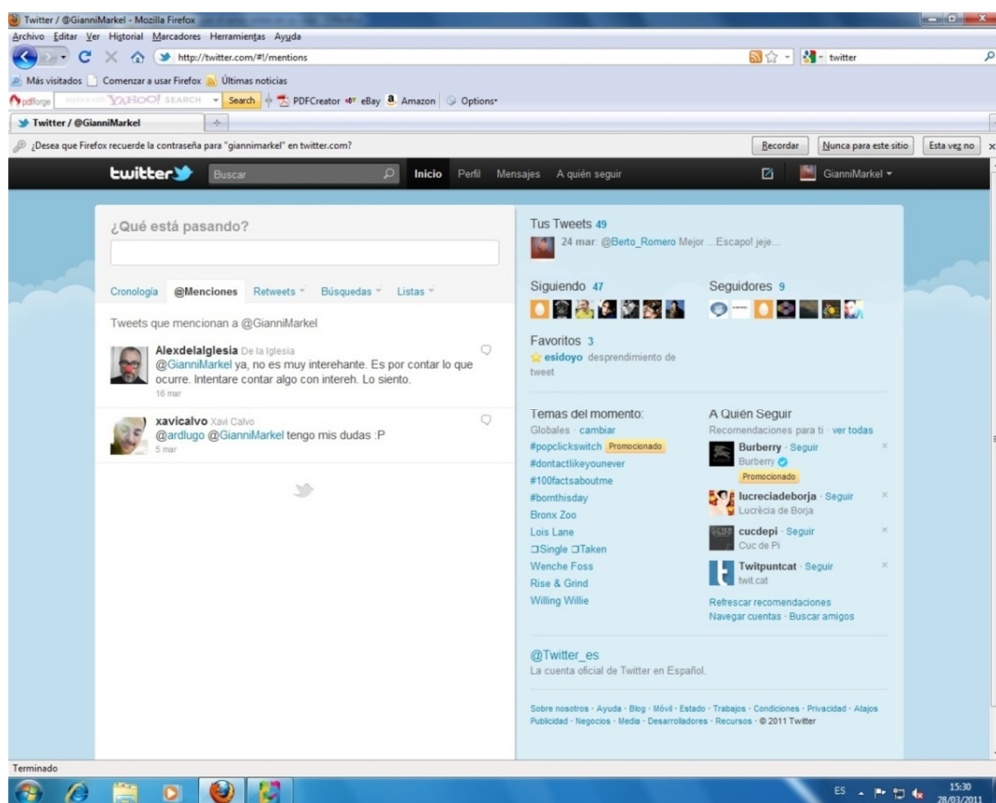 Twitter / @GianniMarkel - Mozilla Firefox
Archivo Editar Ver Historial Marcadores Herramientas Ayuda
http://twitter.com/#!/mentions
twitter
Más visitados Comenzar a usar Firefox Últimas noticias
pdfforge YAHOO! SEARCH Search PDFCreator eBay Amazon Options
Twitter / @GianniMarkel
¿Desea que Firefox recuerde la contraseña para "giannimarkel" en twitter.com? Recordar Nunca para este sitio Esta vez no
twitter Buscar Inicio Perfil Mensajes A quién seguir GianniMarkel
¿Qué está pasando?
Cronología @Menciones Retweets Búsquedas Listas
Tweets que mencionan a @GianniMarkel
AlexdelaIglesia De la Iglesia
@GianniMarkel ya, no es muy interehante. Es por contar lo que
ocurre. Intentare contar algo con intereh. Lo siento.
16 mar
xavicalvo Xavi Calvo
@ardlugo @GianniMarkel tengo mis dudas :P
5 mar
Tus Tweets 49
24 mar: @Berto_Romero Mejor ...Escapo! jeje...
Siguiendo 47
Seguidores 9
Favoritos 3
esidoyo desprendimiento de
tweet
Temas del momento:
Globales · cambiar
#popclickswitch Promocionado
#dontactlikeyounever
#100factsaboutme
#bornthisday
Bronx Zoo
Lois Lane
❏Single ❏Taken
Wenche Foss
Rise & Grind
Willing Willie
A Quién Seguir
Recomendaciones para ti · ver todas
Burberry · Seguir
Burberry
Promocionado
lucreciadeborja · Seguir
Lucrècia de Borja
cucdepi · Seguir
Cuc de Pi
Twitpuntcat · Seguir
twit.cat
Refrescar recomendaciones
Navegar cuentas · Buscar amigos
@Twitter_es
La cuenta oficial de Twitter en Español.
Sobre nosotros · Ayuda · Blog · Móvil · Estado · Trabajos · Condiciones · Privacidad · Atajos
Publicidad · Negocios · Media · Desarrolladores · Recursos · © 2011 Twitter
Terminado
ES
15:30
28/03/2011